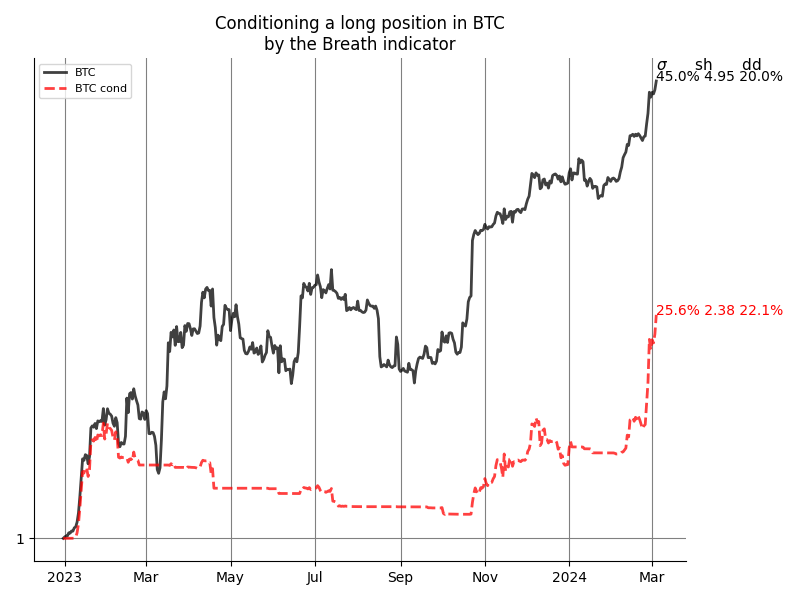 Conditioning a long position in BTC
by the Breath indicator
BTC
BTC cond
σ sh dd
45.0% 4.95 20.0%
25.6% 2.38 22.1%
1
2023 Mar May Jul Sep Nov 2024 Mar